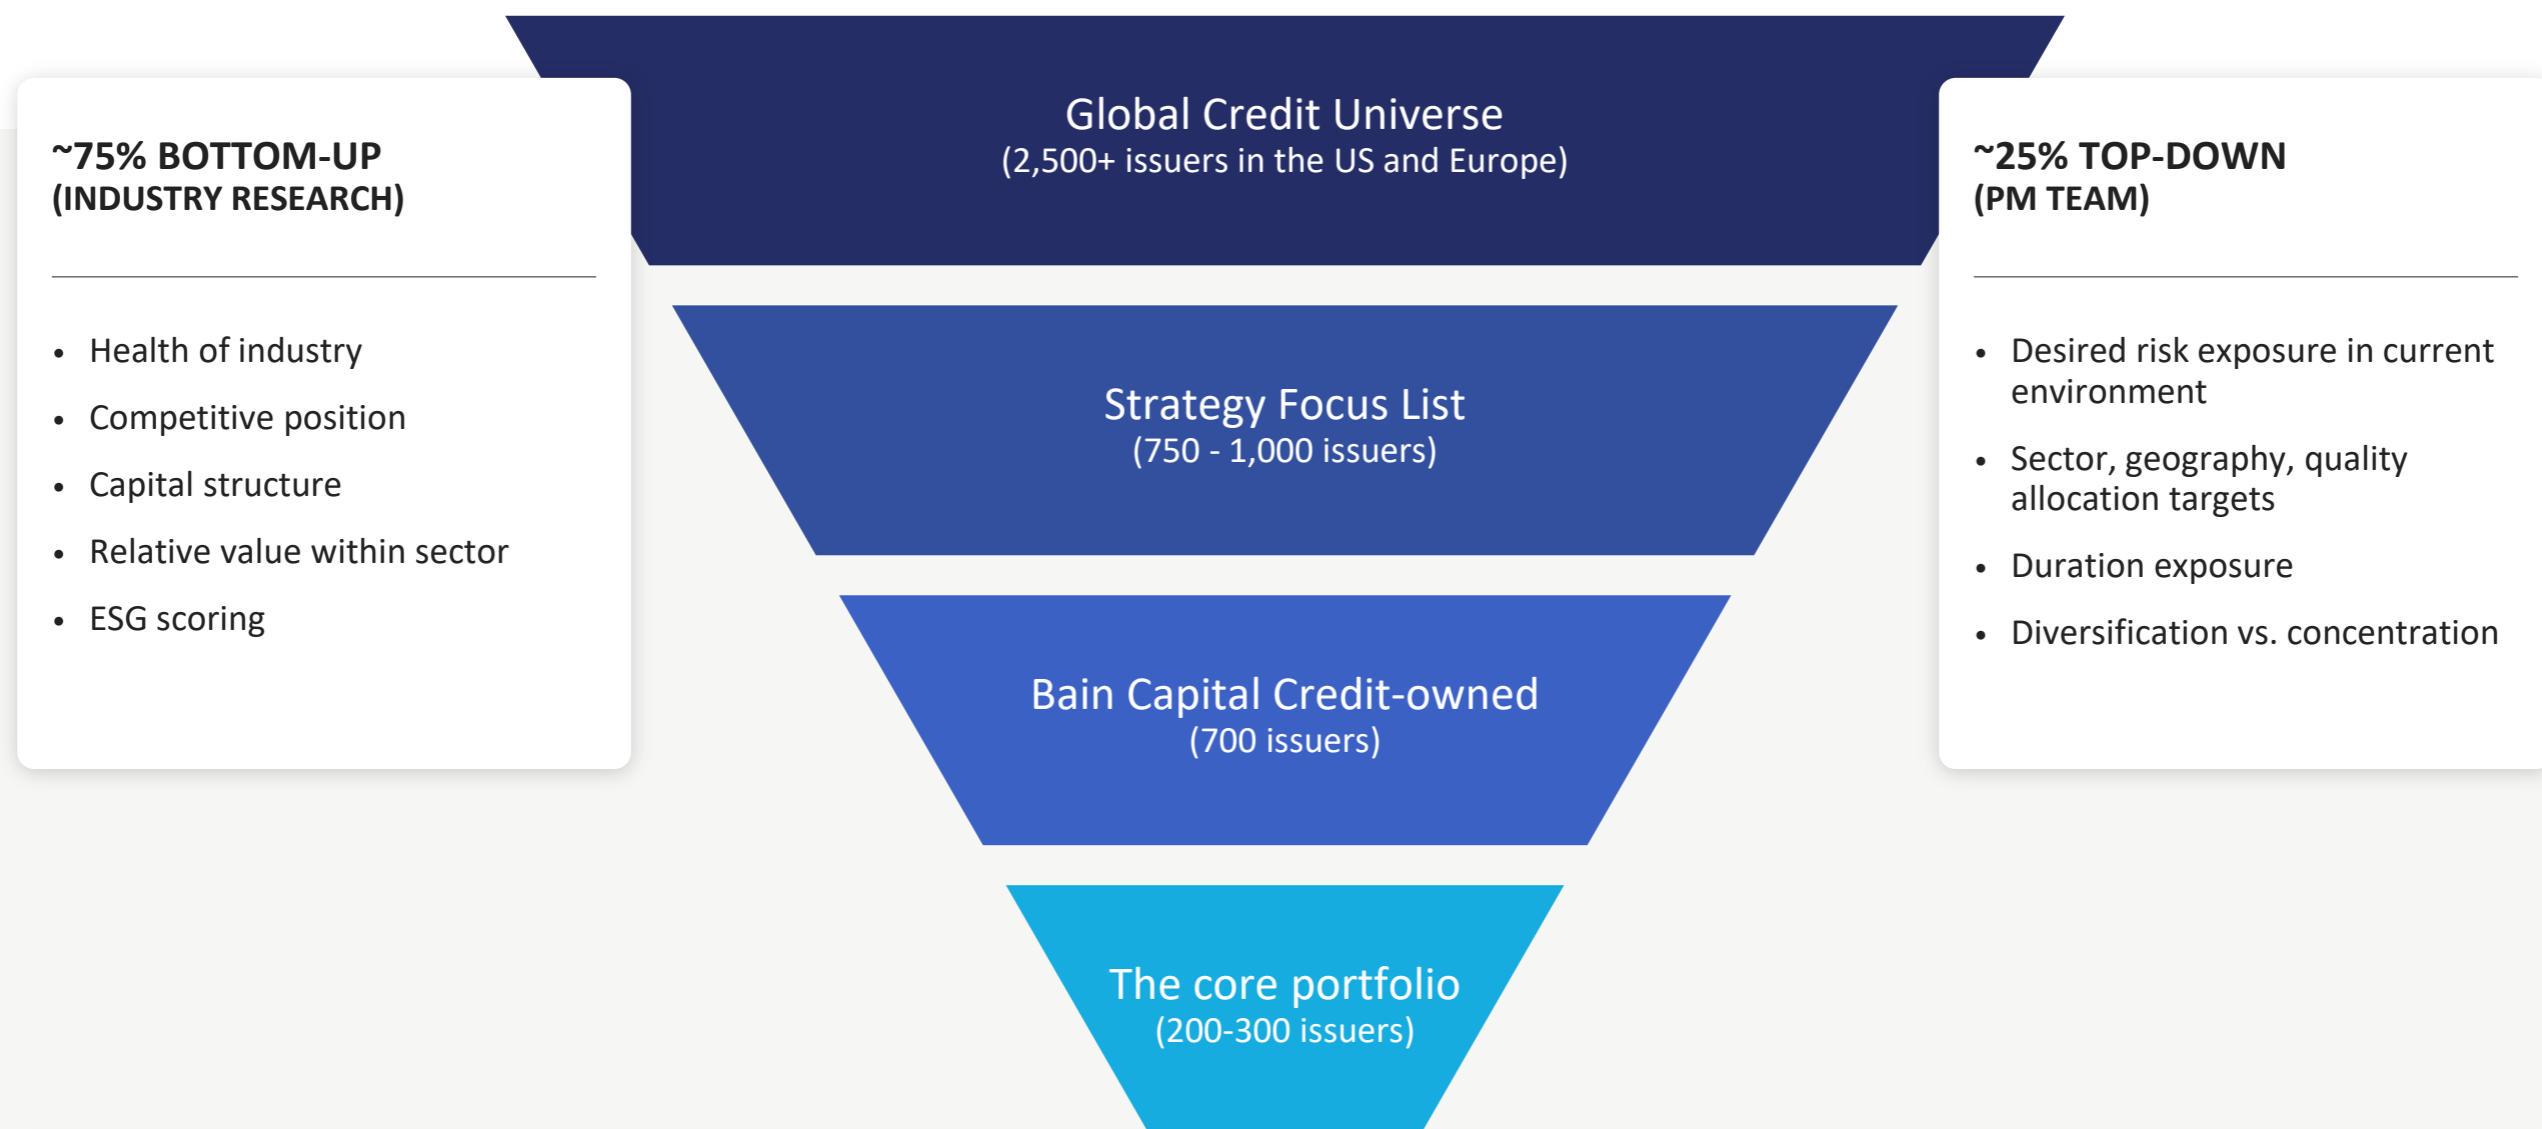 ~75% BOTTOM-UP
(INDUSTRY RESEARCH)
• Health of industry
• Competitive position
• Capital structure
• Relative value within sector
• ESG scoring
Global Credit Universe
(2,500+ issuers in the US and Europe)
Strategy Focus List
(750 - 1,000 issuers)
Bain Capital Credit-owned
(700 issuers)
The core portfolio
(200-300 issuers)
~25% TOP-DOWN
(PM TEAM)
• Desired risk exposure in current
environment
• Sector, geography, quality
allocation targets
• Duration exposure
• Diversification vs. concentration